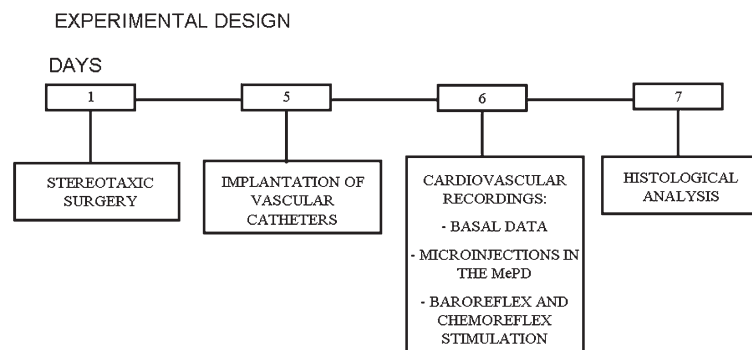 EXPERIMENTAL DESIGN
DAYS
1
5
6
7
STEREOTAXIC
SURGERY
IMPLANTATION OF
VASCULAR
CATHETERS
CARDIOVASCULAR
RECORDINGS:
- BASAL DATA
- MICROINJECTIONS IN
THE MePD
- BAROREFLEX AND
CHEMOREFLEX
STIMULATION
HISTOLOGICAL
ANALYSIS